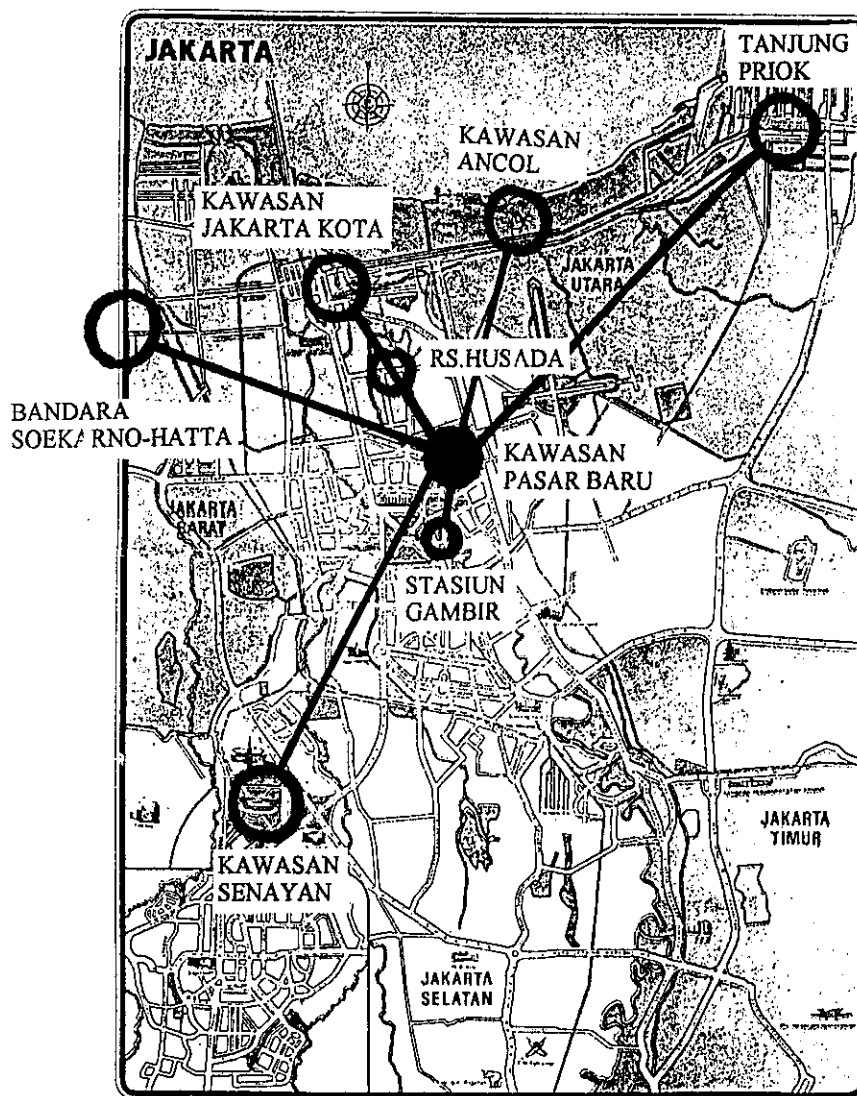 JAKARTA
TANJUNG
PRIOK
KAWASAN
ANCOL
KAWASAN
JAKARTA KOTA
JAKARTA
UTARA
RS.HUSADA
BANDARA
SOEKARNO-HATTA
KAWASAN
PASAR BARU
JAKARTA
BARAT
STASIUN
GAMBIR
JAKARTA
TIMUR
KAWASAN
SENAYAN
JAKARTA
SELATAN